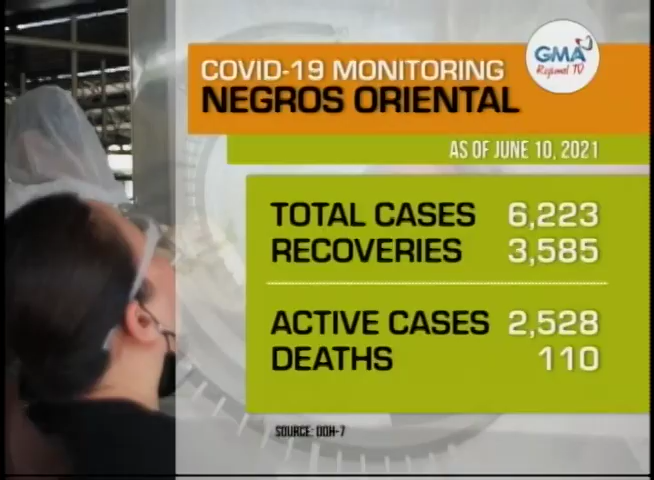 GMA
Regional TV
COVID-19 MONITORING
NEGROS ORIENTAL
AS OF JUNE 10, 2021
TOTAL CASES 6,223
RECOVERIES 3,585
ACTIVE CASES 2,528
DEATHS 110
SOURCE: DOH-7